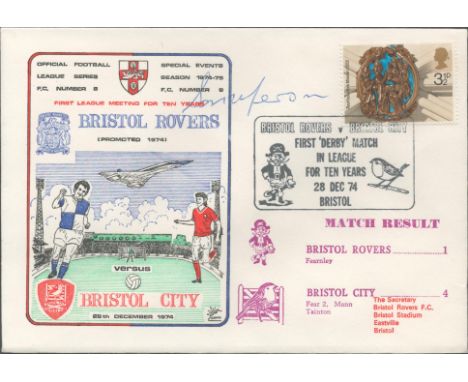 OFFICIAL FOOTBALL SPECIAL EVENTS
LEAGUE SERIES SEASON 1974-75
F.C. NUMBER 8 F.C. NUMBER 9
FIRST LEAGUE MEETING FOR TEN YEARS
BRISTOL ROVERS
(PROMOTED 1974)
versus
BRISTOL CITY
28th DECEMBER 1974
3½P
BRISTOL ROVERS v BRISTOL CITY
FIRST 'DERBY' MATCH
IN LEAGUE
FOR TEN YEARS
28 DEC 74
BRISTOL
MATCH RESULT
BRISTOL ROVERS 1
Fearnley
BRISTOL CITY 4
Fear 2, Mann
Tainton
The Secretary
Bristol Rovers F.C.
Bristol Stadium
Eastville
Bristol